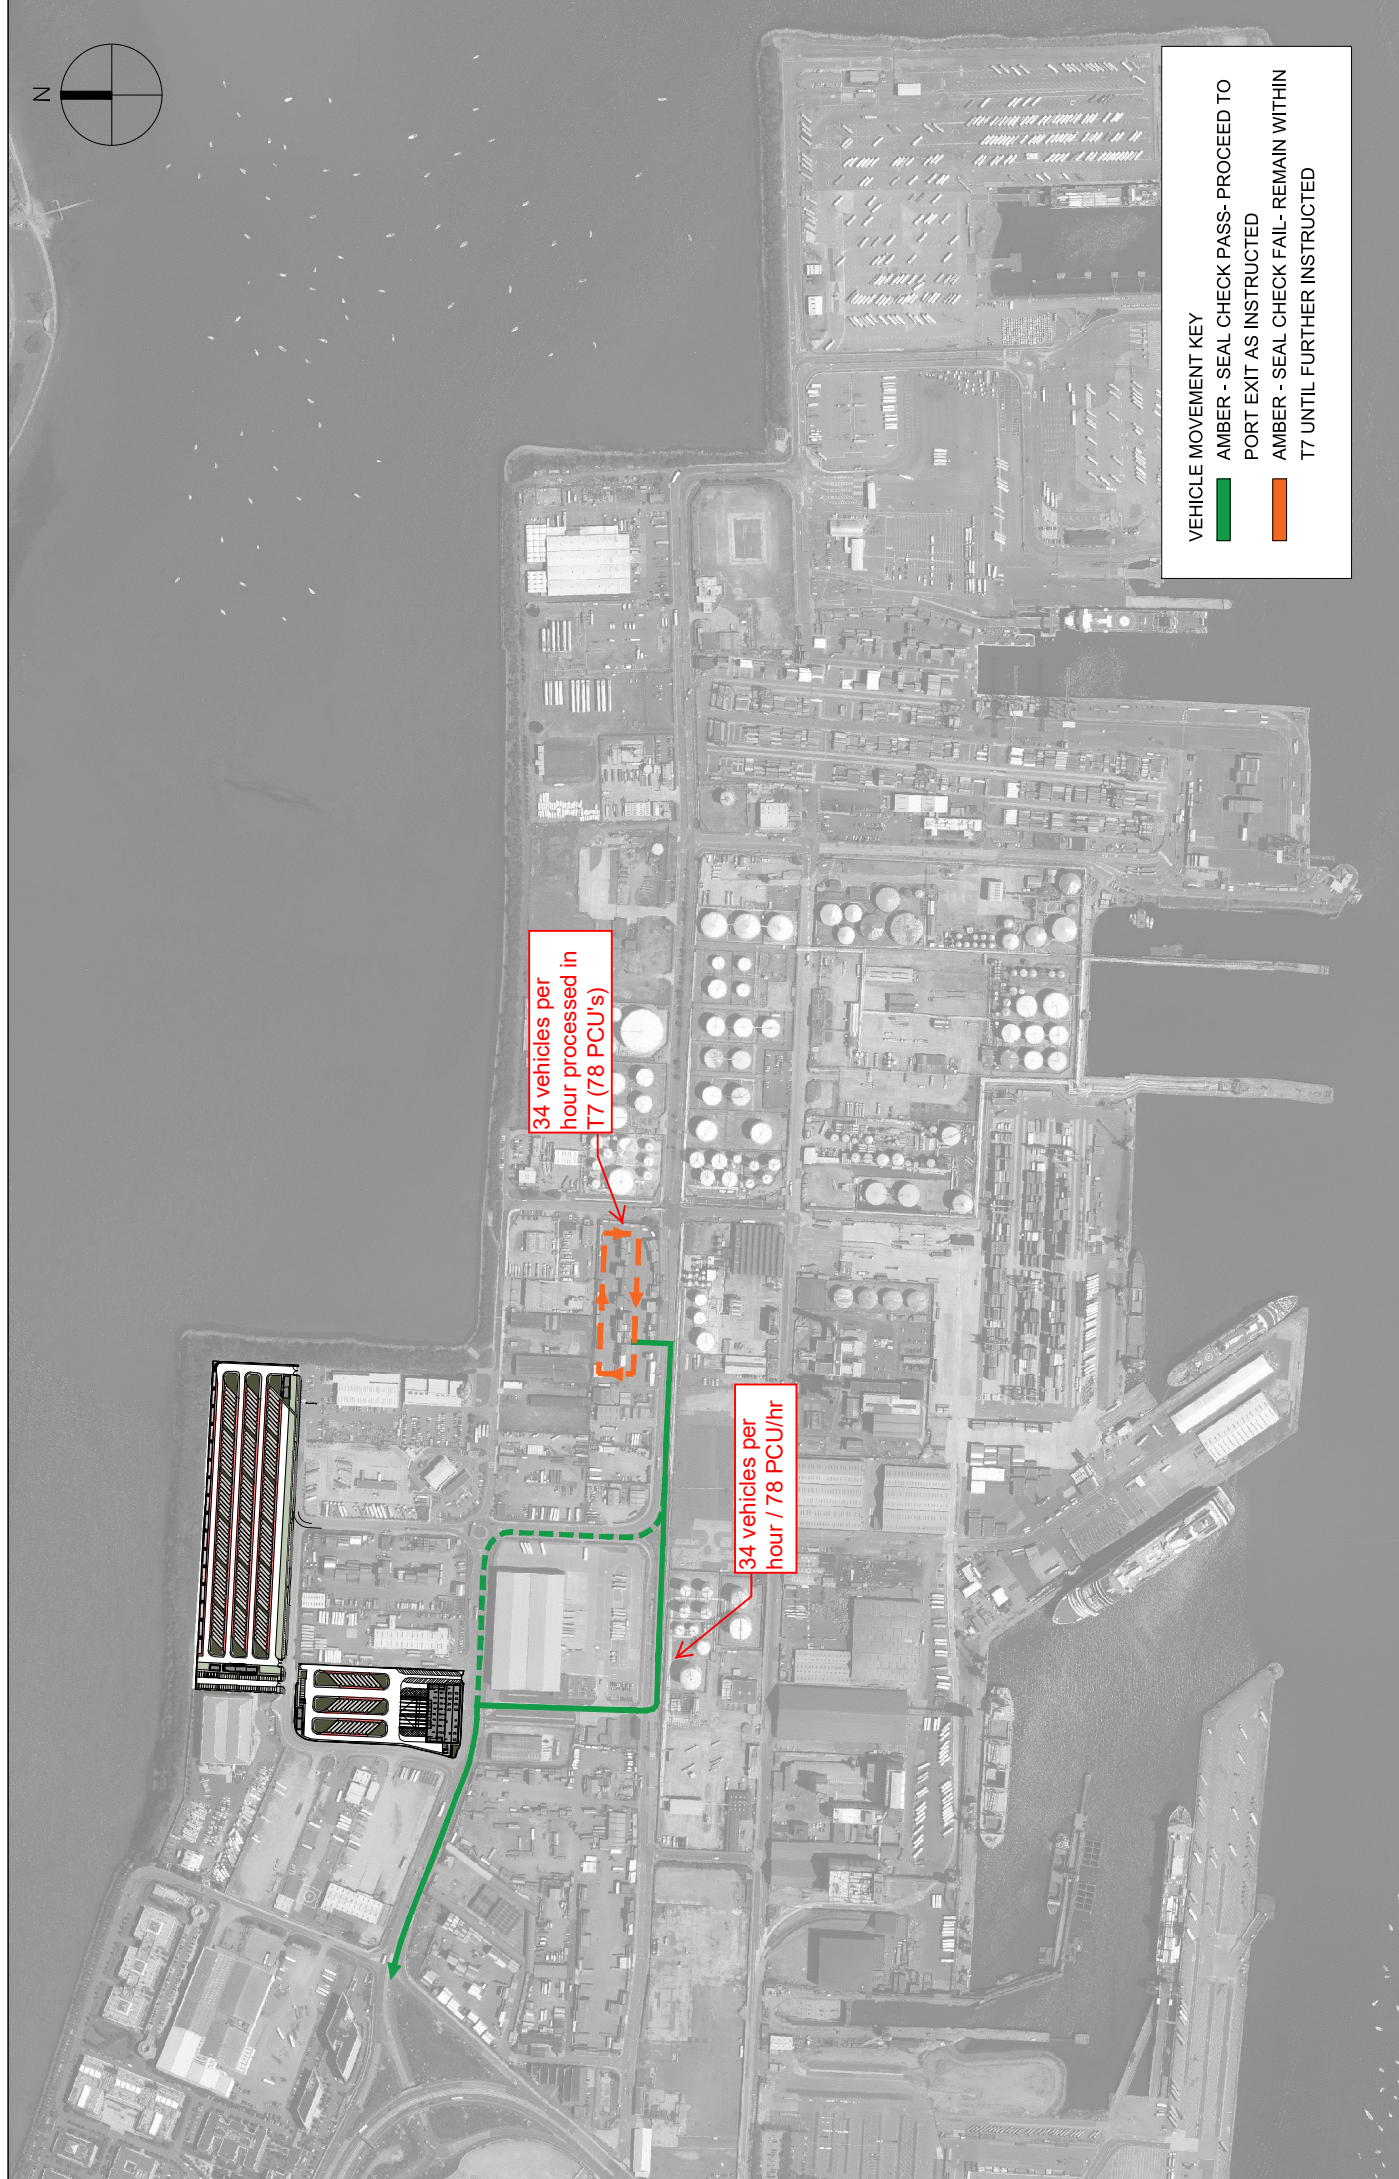 N
VEHICLE MOVEMENT KEY
AMBER - SEAL CHECK PASS- PROCEED TO
PORT EXIT AS INSTRUCTED
AMBER - SEAL CHECK FAIL- REMAIN WITHIN
T7 UNTIL FURTHER INSTRUCTED
34 vehicles per
hour processed in
T7 (78 PCU's)
34 vehicles per
hour / 78 PCU/hr